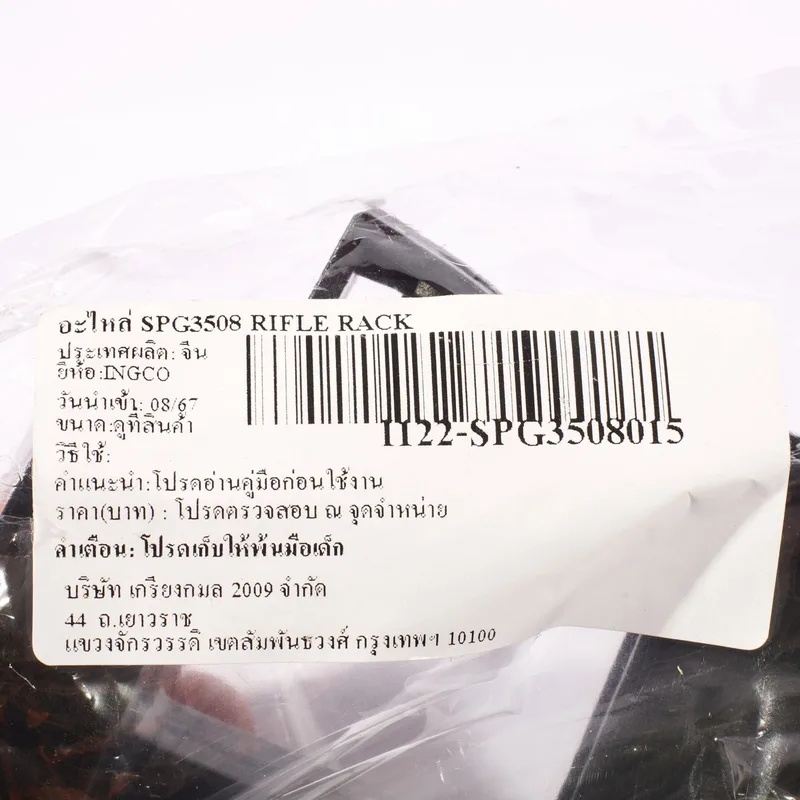 อะไหล่ SPG3508 RIFLE RACK
ประเทศผลิต: จีน
ยี่ห้อ:INGCO
วันนำเข้า: 08/67
ขนาด:ดูที่สินค้า
I122-SPG3508015
วิธีใช้:
คำแนะนำ:โปรดอ่านคู่มือก่อนใช้งาน
ราคา(บาท) : โปรดตรวจสอบ ณ จุดจำหน่าย
คำเตือน: โปรดเก็บให้พ้นมือเด็ก
บริษัท เกรียงกมล 2009 จำกัด
44 ถ.เยาวราช
แขวงจักรวรรดิ เขตสัมพันธวงศ์ กรุงเทพฯ 10100